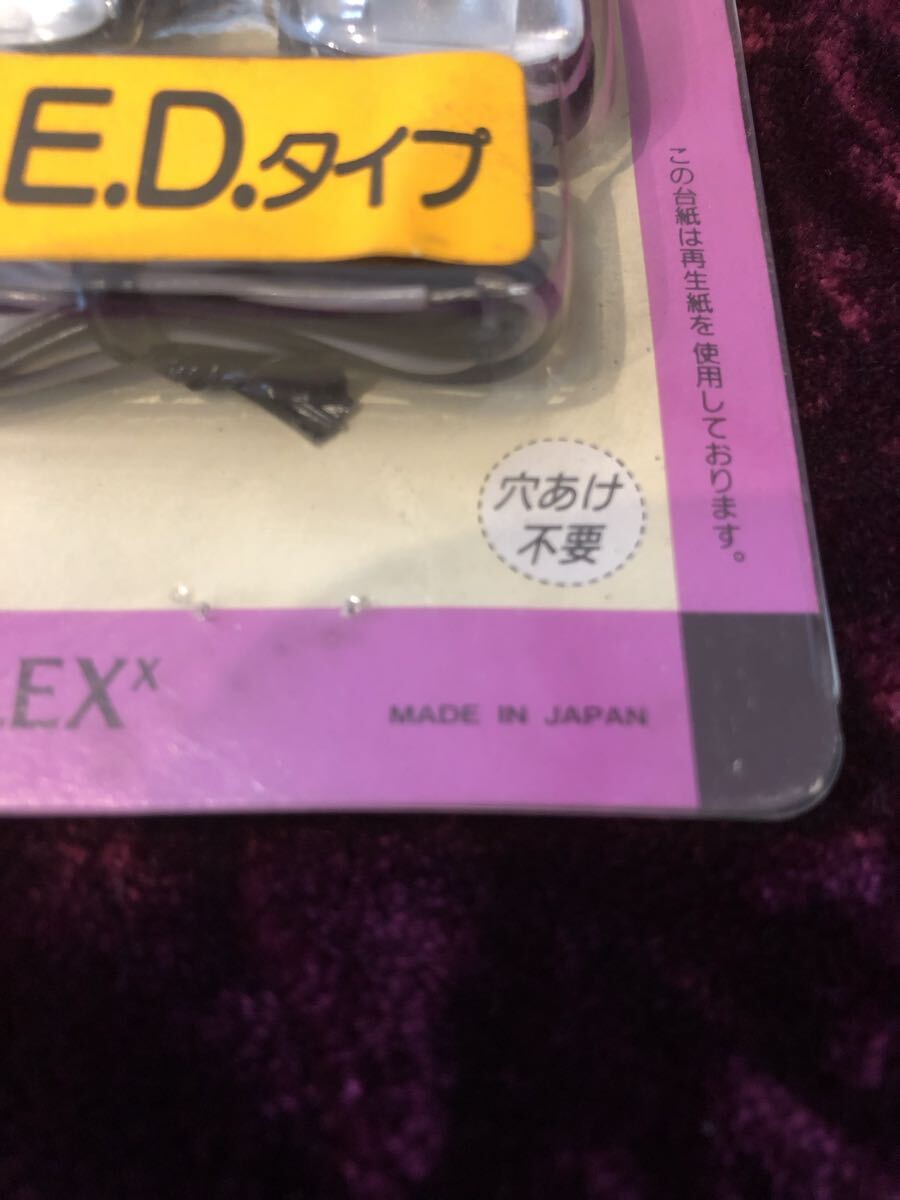 E.D.タイプ
この台紙は再生紙を使用しております。
穴あけ
不要
LEXx
MADE IN JAPAN